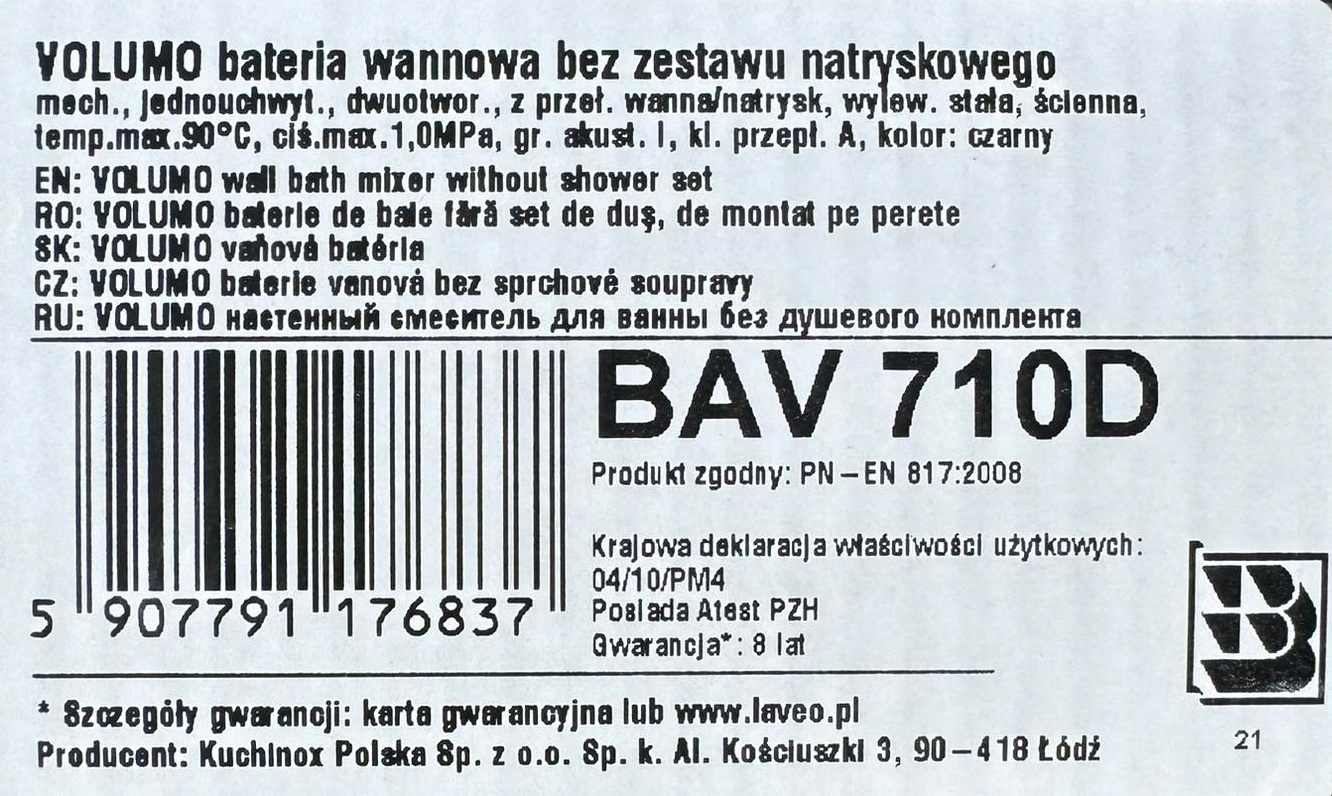 VOLUMO bateria wannowa bez zestawu natryskowego
mech., jednouchwyt., dwuotwor., z przeł. wanna/natrysk, wylew. stała, ścienna,
temp.max.90°C, ciś.max.1,0MPa, gr. akust. I, kl. przepł. A, kolor: czarny
EN: VOLUMO wall bath mixer without shower set
RO: VOLUMO baterie de baie fără set de duş, de montat pe perete
SK: VOLUMO vaňová batéria
CZ: VOLUMO baterie vanová bez sprchové soupravy
RU: VOLUMO настенный смеситель для ванны без душевого комплекта
BAV 710D
Produkt zgodny: PN–EN 817:2008
Krajowa deklaracja właściwości użytkowych:
04/10/PM4
Posiada Atest PZH
Gwarancja*: 8 lat
5 907791 176837
* Szczegóły gwarancji: karta gwarancyjna lub www.laveo.pl
Producent: Kuchinox Polska Sp. z o.o. Sp. k. Al. Kościuszki 3, 90–418 Łódź
21